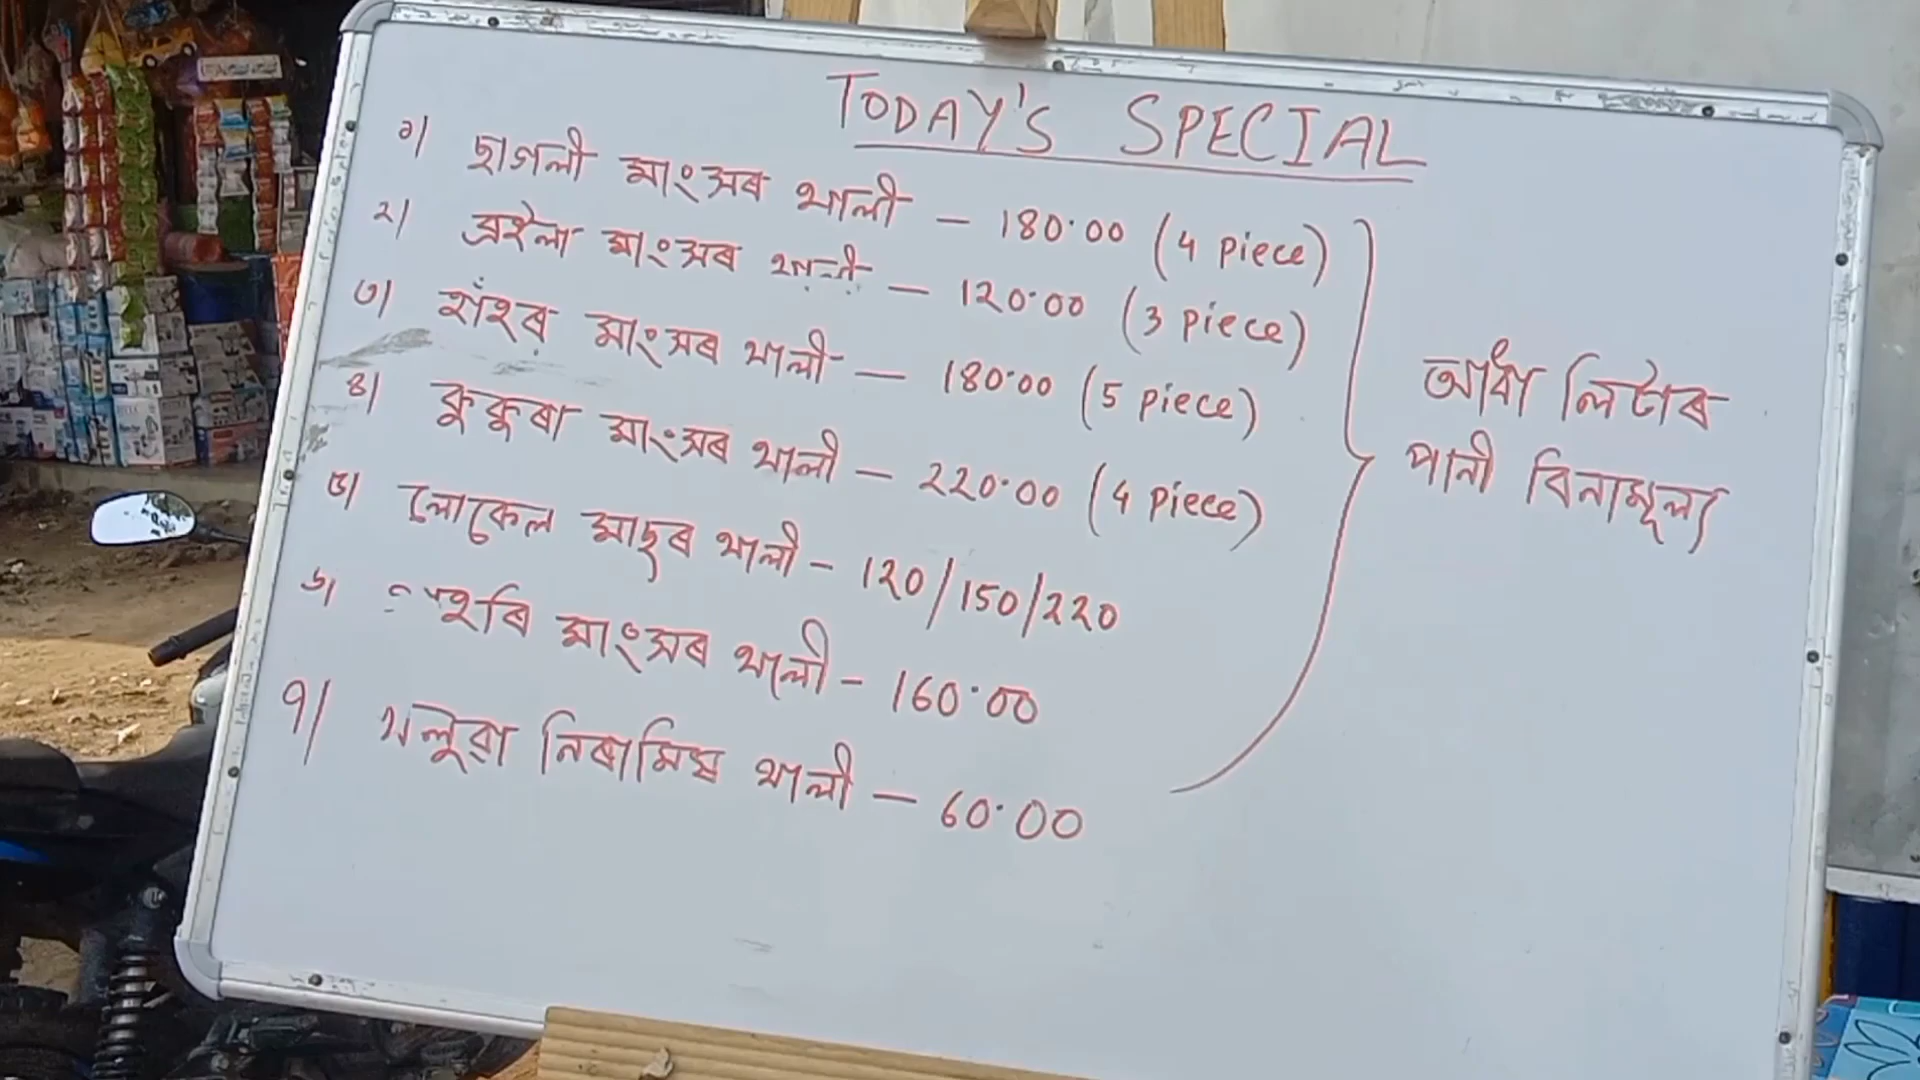 TODAY'S SPECIAL
১| ছাগলী মাংসৰ থালী – 180.00 (4 piece)
২| ব্ৰইলা মাংসৰ থালী – 120.00 (3 piece)
৩| হাঁহৰ মাংসৰ থালী – 180.00 (5 piece)
৪| কুকুৰা মাংসৰ থালী – 220.00 (4 piece)
৫| লোকেল মাছৰ থালী – 120/150/220
৬| মাংসৰ থালী – 160.00
৭| থলুৱা নিৰামিষ থালী – 60.00
আধা লিটাৰ
পানী বিনামূল্য